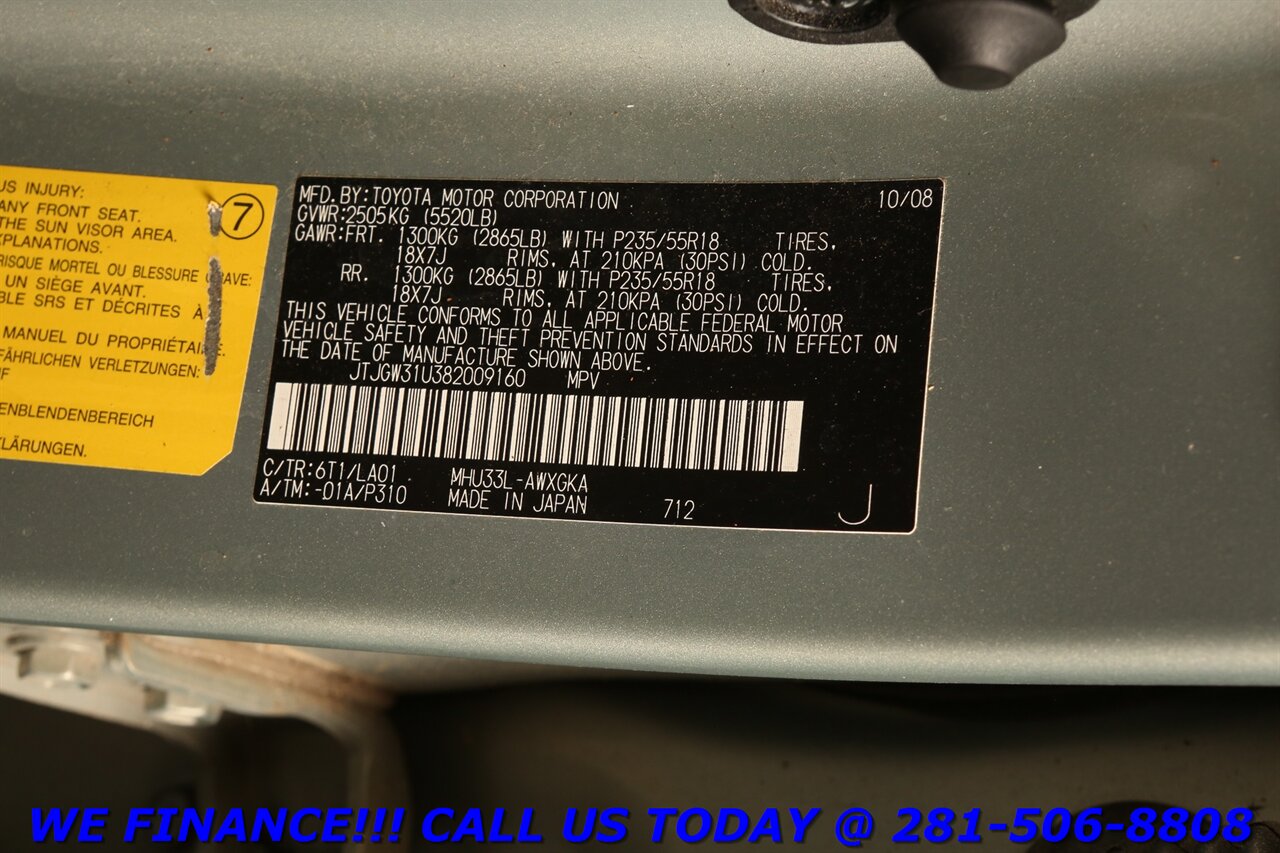 US INJURY:
ANY FRONT SEAT.
THE SUN VISOR AREA.
XPLANATIONS.
RISQUE MORTEL OU BLESSURE AVE:
UN SIÈGE AVANT.
BLE SRS ET DÉCRITES À
MANUEL DU PROPRIÉTAIRE.
FÄHRLICHEN VERLETZUNGEN:
NF
ENBLENDENBEREICH
KLÄRUNGEN.
7
MFD.BY:TOYOTA MOTOR CORPORATION 10/08
GVWR:2505KG (5520LB)
GAWR:FRT. 1300KG (2865LB) WITH P235/55R18 TIRES,
18X7J RIMS, AT 210KPA (30PSI) COLD.
RR. 1300KG (2865LB) WITH P235/55R18 TIRES,
18X7J RIMS, AT 210KPA (30PSI) COLD.
THIS VEHICLE CONFORMS TO ALL APPLICABLE FEDERAL MOTOR
VEHICLE SAFETY AND THEFT PREVENTION STANDARDS IN EFFECT ON
THE DATE OF MANUFACTURE SHOWN ABOVE.
JTJGW31U382009160 MPV
C/TR:6T1/LA01 MHU33L-AWXGKA
A/TM:-01A/P310 MADE IN JAPAN 712 J
WE FINANCE!!! CALL US TODAY @ 281-506-8808